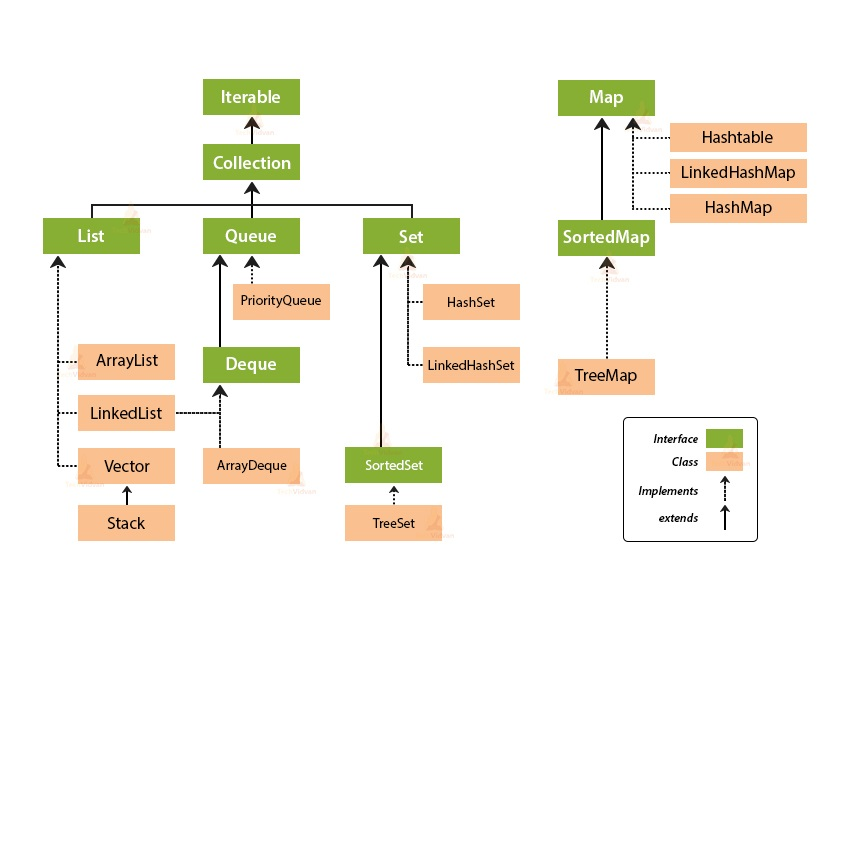 Iterable
Map
Hashtable
Collection
LinkedHashMap
HashMap
List
Queue
Set
SortedMap
PriorityQueue
HashSet
ArrayList
Deque
LinkedHashSet
TreeMap
LinkedList
Interface
Vector
ArrayDeque
SortedSet
Class
Implements
Stack
TreeSet
extends